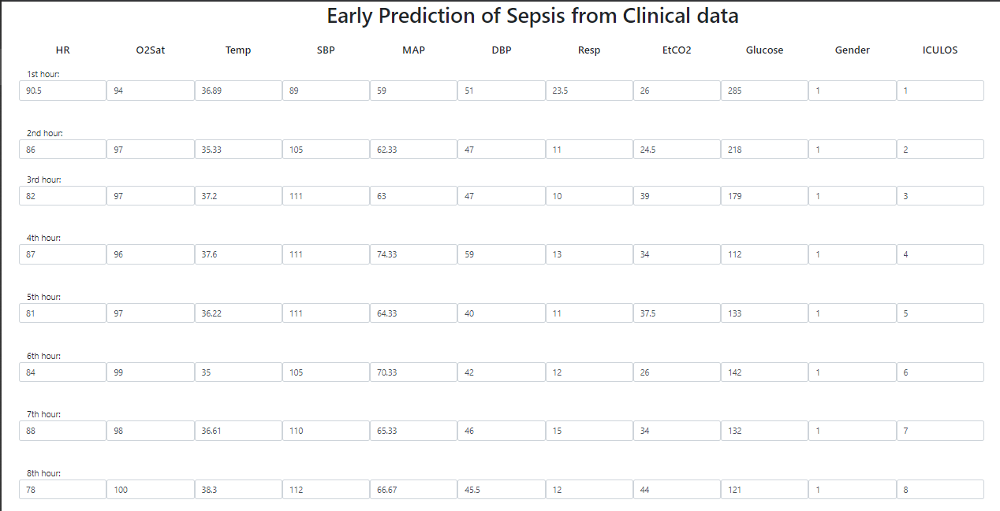 Early Prediction of Sepsis from Clinical data
HR O2Sat Temp SBP MAP DBP Resp EtCO2 Glucose Gender ICULOS
1st hour:
90.5 94 36.89 89 59 51 23.5 26 285 1 1
2nd hour:
86 97 35.33 105 62.33 47 11 24.5 218 1 2
3rd hour:
82 97 37.2 111 63 47 10 39 179 1 3
4th hour:
87 96 37.6 111 74.33 59 13 34 112 1 4
5th hour:
81 97 36.22 111 64.33 40 11 37.5 133 1 5
6th hour:
84 99 35 105 70.33 42 12 26 142 1 6
7th hour:
88 98 36.61 110 65.33 46 15 34 132 1 7
8th hour:
78 100 38.3 112 66.67 45.5 12 44 121 1 8